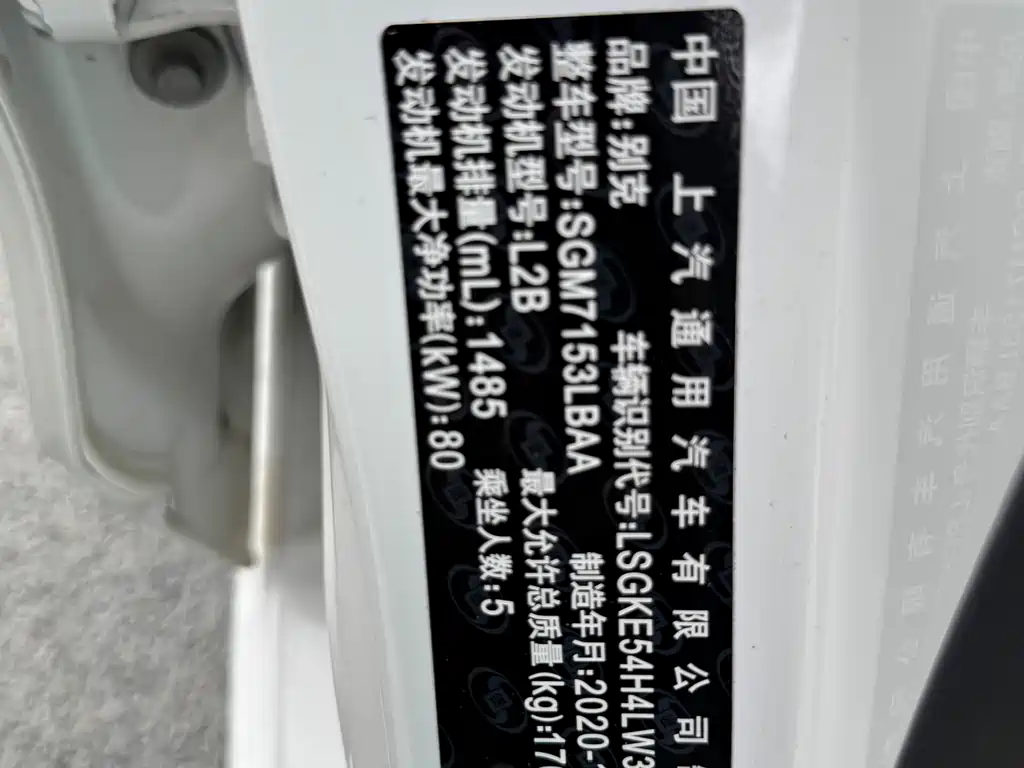 中国 上汽通用汽车有限公司
品牌:别克 车辆识别代号:LSGKE54H4LW3
整车型号:SGM7153LBAA 制造年月:2020-
发动机型号:L2B 最大允许总质量(kg):17
发动机排量(mL):1485 乘坐人数:5
发动机最大净功率(kW):80